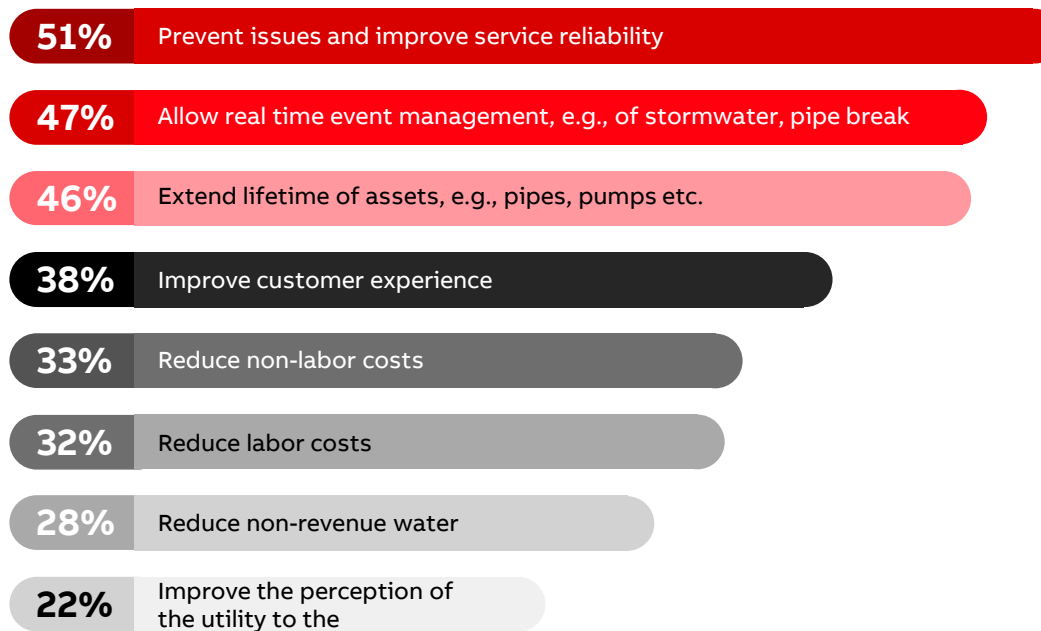 51% Prevent issues and improve service reliability
47% Allow real time event management, e.g., of stormwater, pipe break
46% Extend lifetime of assets, e.g., pipes, pumps etc.
38% Improve customer experience
33% Reduce non-labor costs
32% Reduce labor costs
28% Reduce non-revenue water
22% Improve the perception of
the utility to the